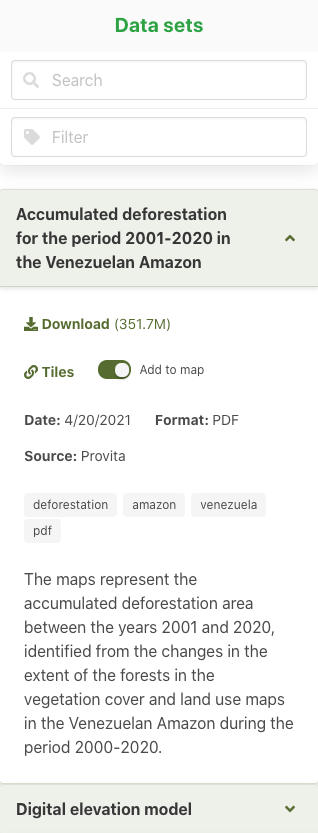 Data sets
Search
Filter
Accumulated deforestation
for the period 2001-2020 in
the Venezuelan Amazon
Download (351.7M)
Tiles Add to map
Date: 4/20/2021 Format: PDF
Source: Provita
deforestation amazon venezuela
pdf
The maps represent the
accumulated deforestation area
between the years 2001 and 2020,
identified from the changes in the
extent of the forests in the
vegetation cover and land use maps
in the Venezuelan Amazon during the
period 2000-2020.
Digital elevation model